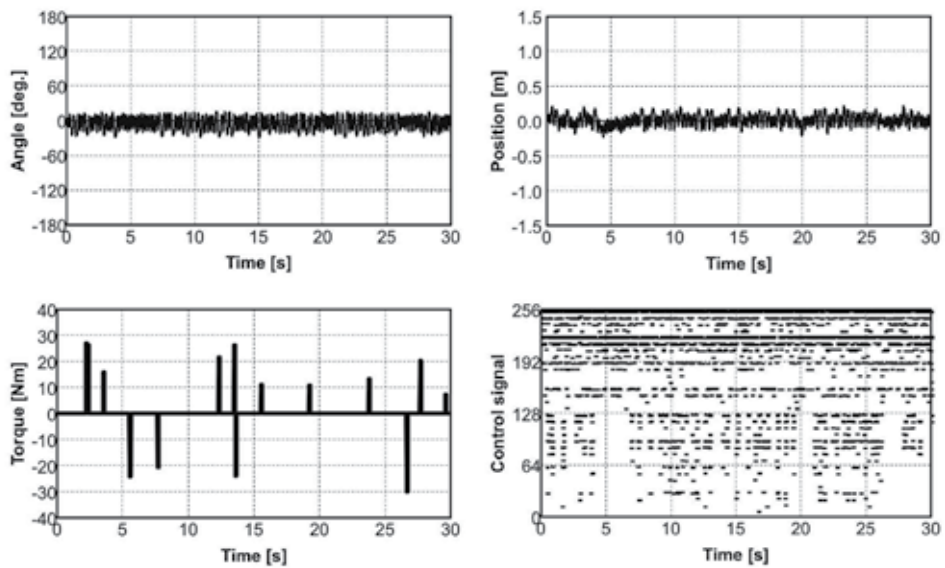 Angle [deg.]
180
120
60
0
-60
-120
-180
0 5 10 15 20 25 30
Time [s]
Position [m]
1.5
1.0
0.5
0.0
-0.5
-1.0
-1.5
0 5 10 15 20 25 30
Time [s]
Torque [Nm]
40
30
20
10
0
-10
-20
-30
-40
0 5 10 15 20 25 30
Time [s]
Control signal
256
192
128
64
0
0 5 10 15 20 25 30
Time [s]